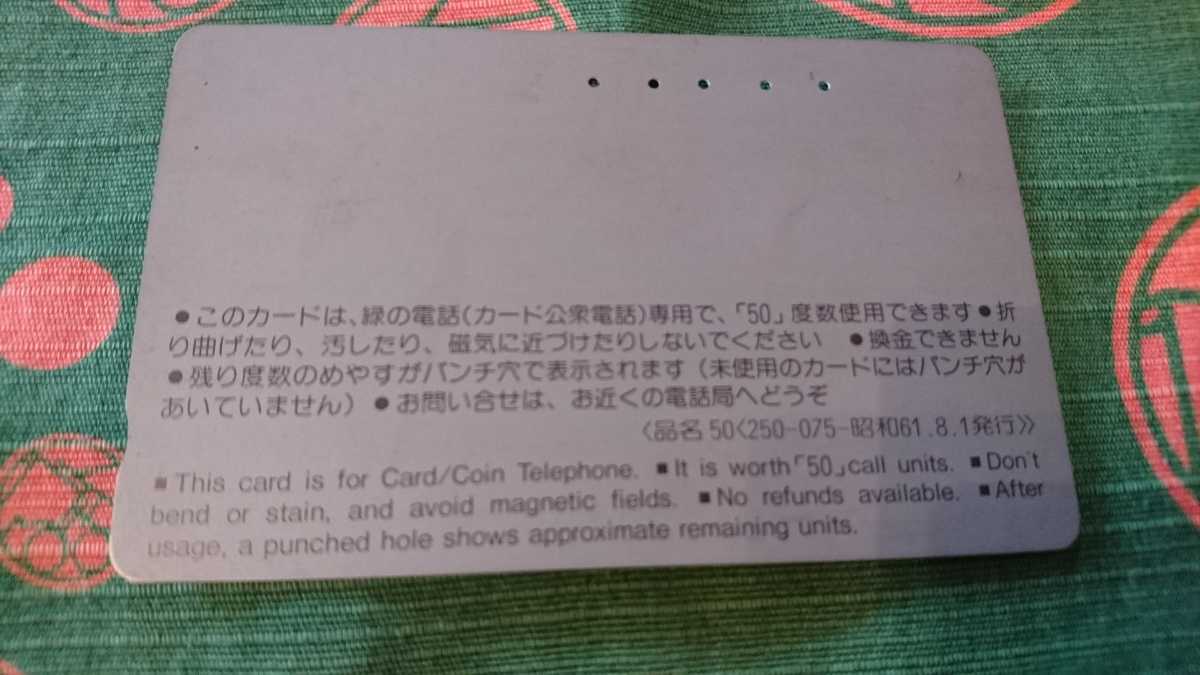 ●このカードは、緑の電話(カード公衆電話)専用で、「50」度数使用できます●折
り曲げたり、汚したり、磁気に近づけたりしないでください ●換金できません
●残り度数のめやすがパンチ穴で表示されます(未使用のカードにはパンチ穴が
あいていません) ●お問い合せは、お近くの電話局へどうぞ
〈品名 50〈250-075-昭和61.8.1発行》
■This card is for Card/Coin Telephone. ■It is worth「50」call units. ■Don't
bend or stain, and avoid magnetic fields. ■No refunds available. ■After
usage, a punched hole shows approximate remaining units.